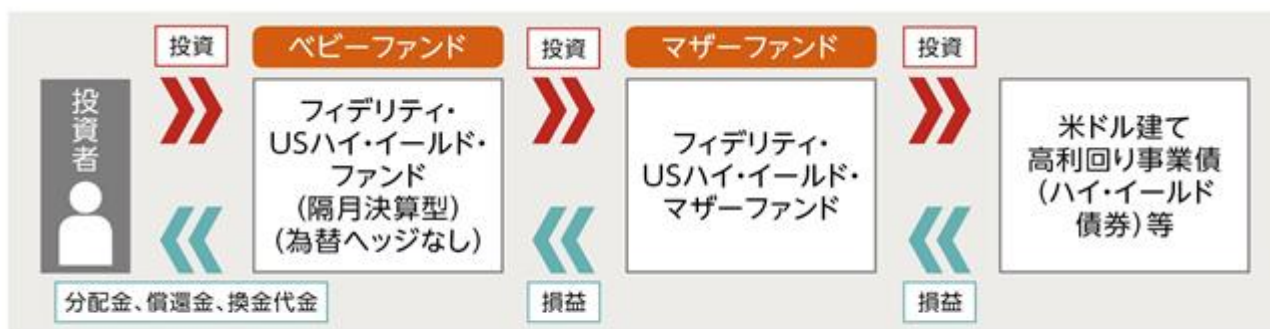 投資
ベビーファンド
投資
マザーファンド
投資
投資者
フィデリティ・
USハイ・イールド・
ファンド
(隔月決算型)
(為替ヘッジなし)
フィデリティ・
USハイ・イールド・
マザーファンド
米ドル建て
高利回り事業債
(ハイ・イールド
債券)等
分配金、償還金、換金代金
損益
損益